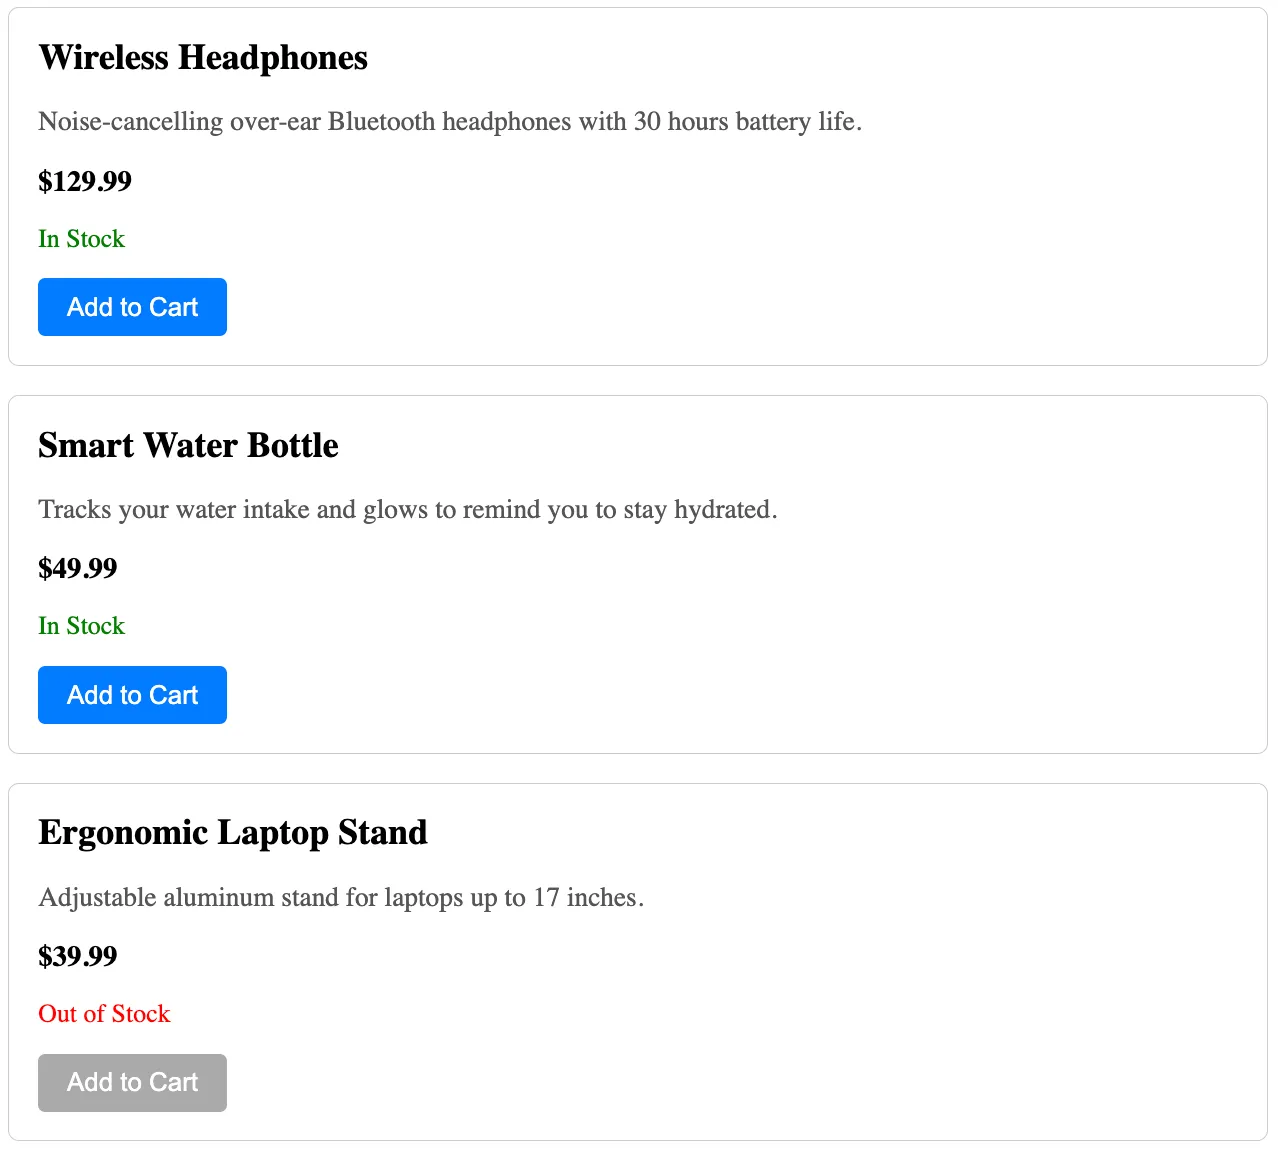 Wireless Headphones
Noise-cancelling over-ear Bluetooth headphones with 30 hours battery life.
$129.99
In Stock
Add to Cart
Smart Water Bottle
Tracks your water intake and glows to remind you to stay hydrated.
$49.99
In Stock
Add to Cart
Ergonomic Laptop Stand
Adjustable aluminum stand for laptops up to 17 inches.
$39.99
Out of Stock
Add to Cart